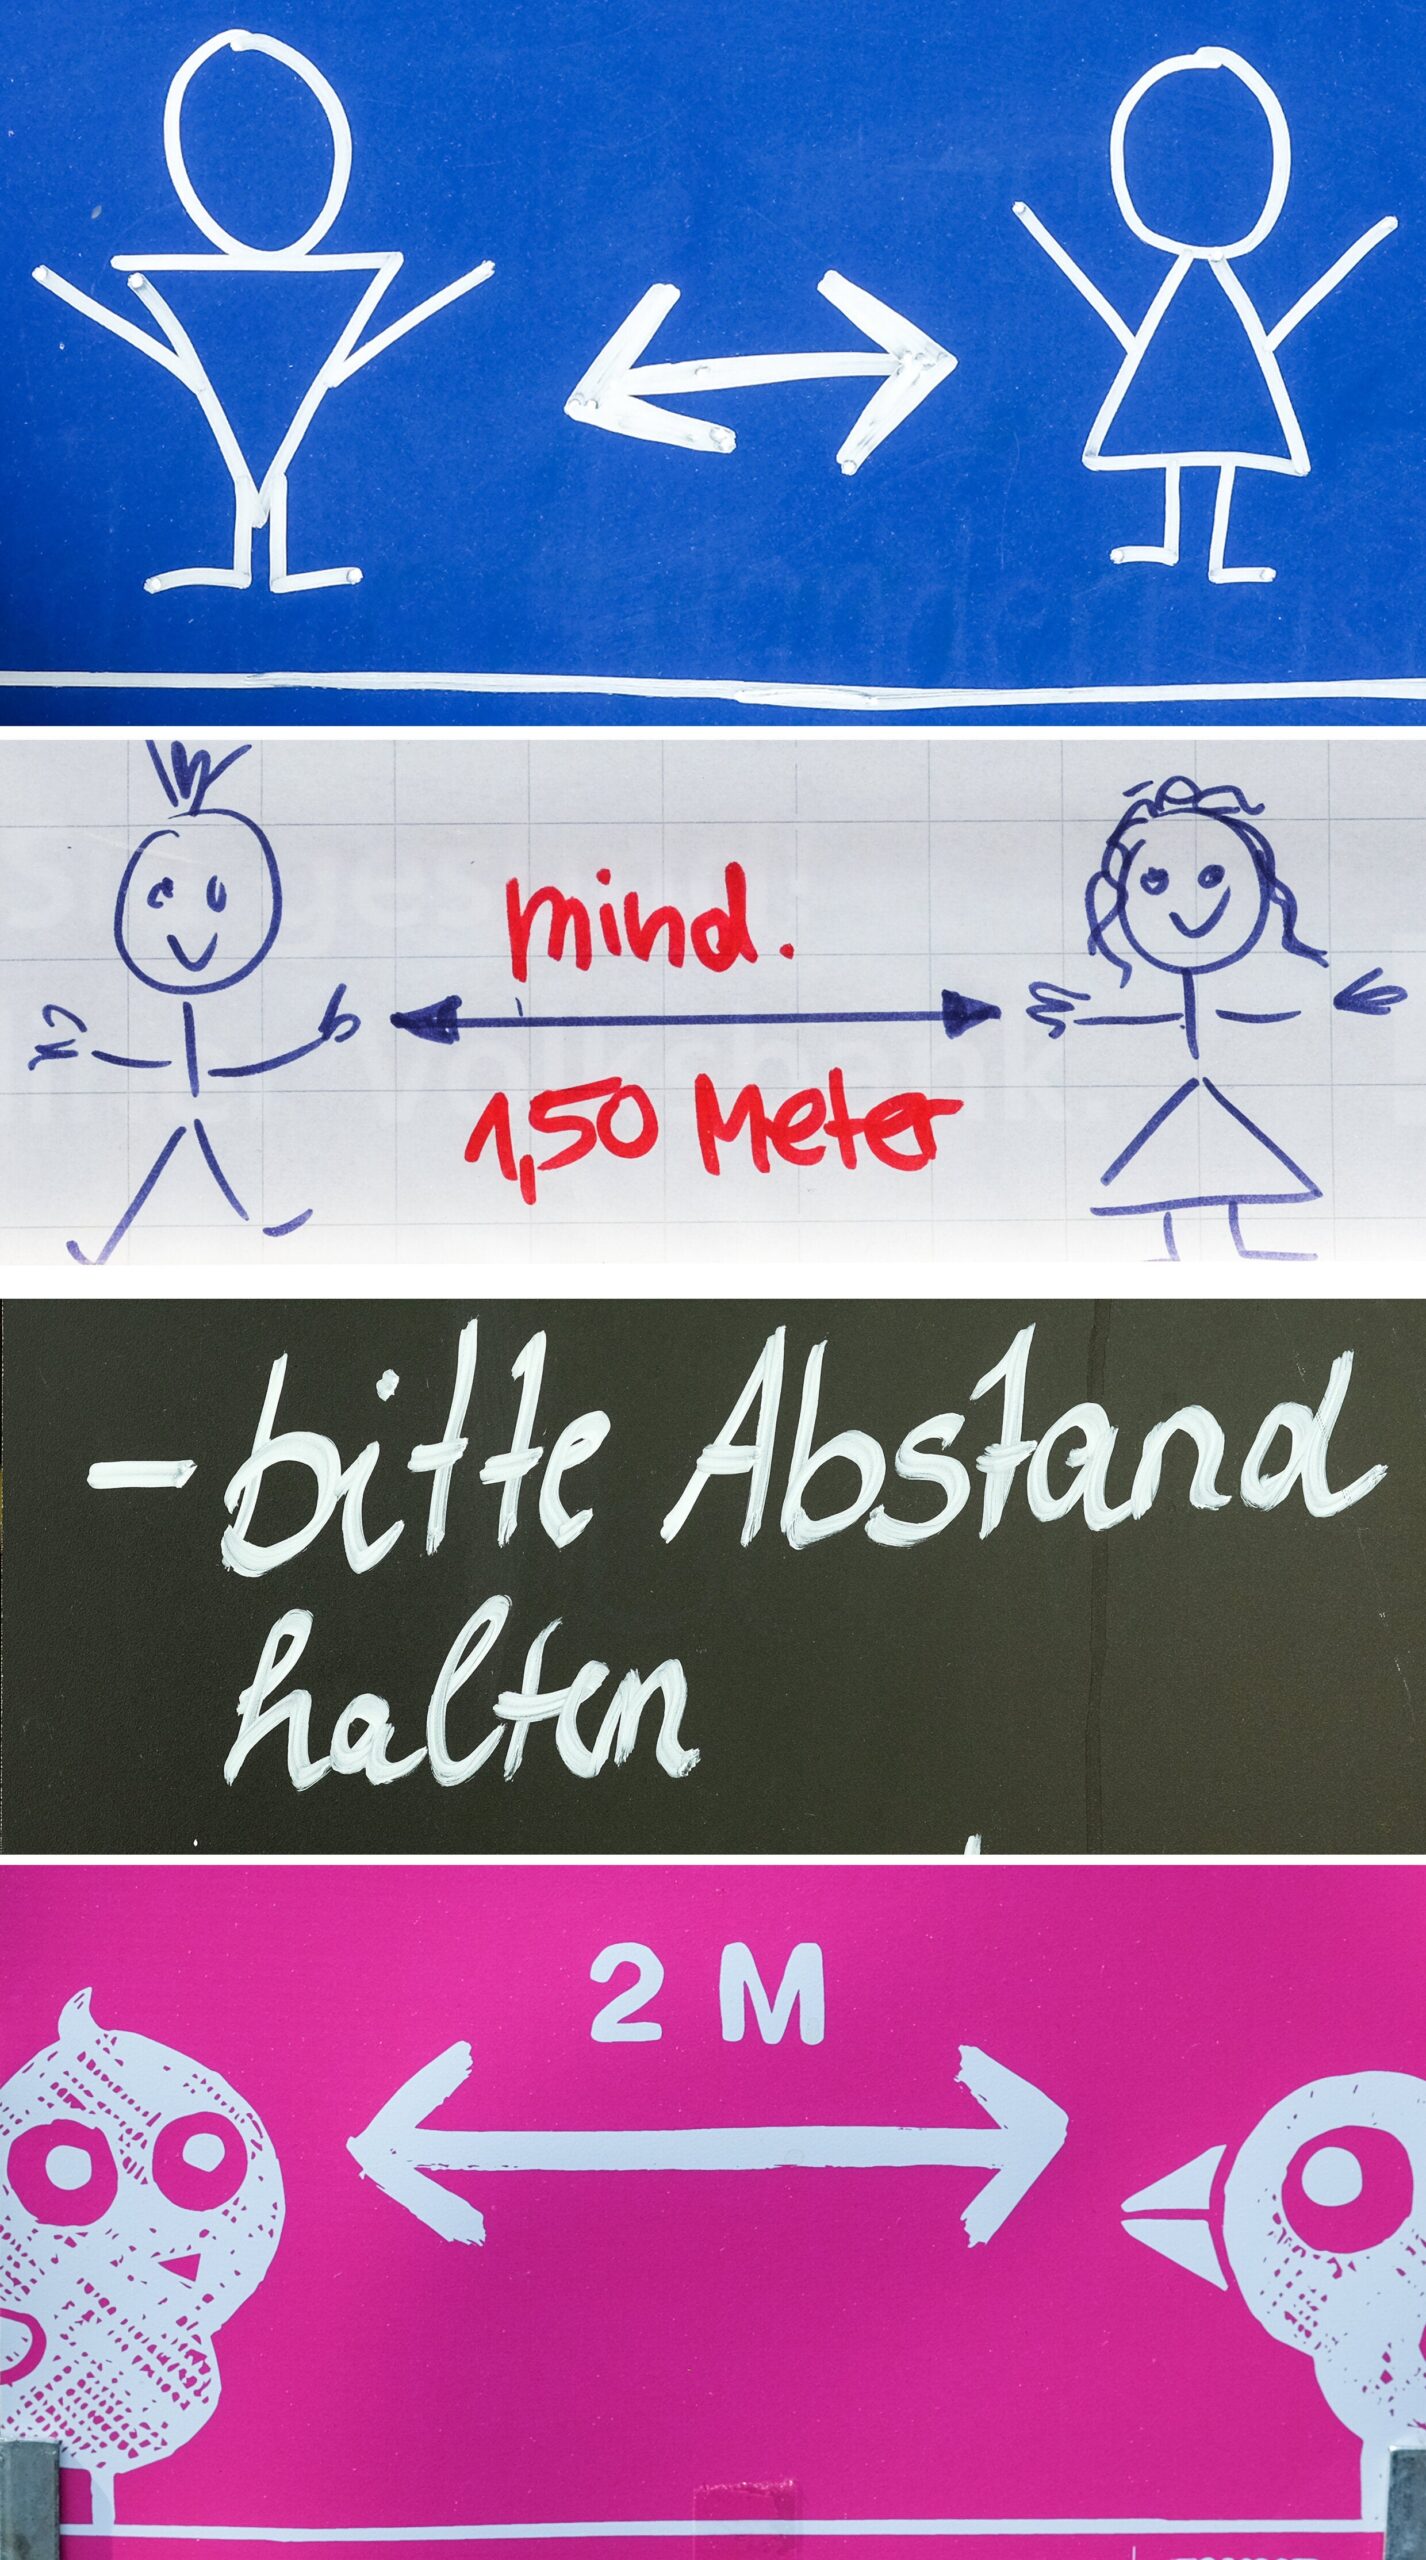 mind.
1,50 Meter
- bitte Abstand
halten
2 M